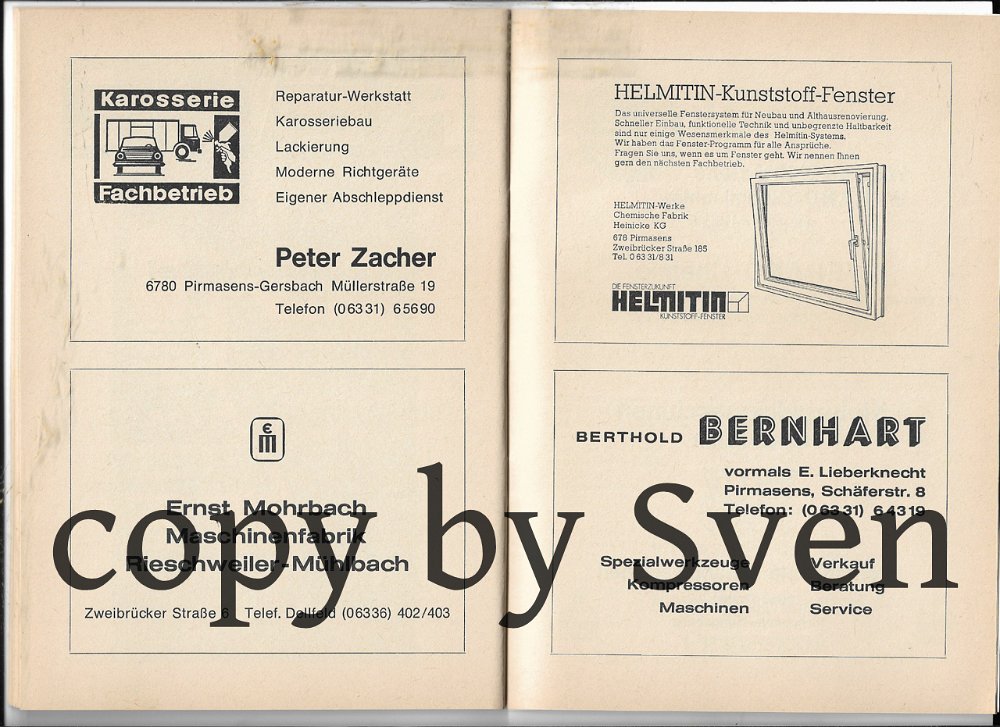 Karosserie
Fachbetrieb
Reparatur-Werkstatt
Karosseriebau
Lackierung
Moderne Richtgeräte
Eigener Abschleppdienst
Peter Zacher
6780 Pirmasens-Gersbach Müllerstraße 19
Telefon (06331) 65690
Ernst Mohrbach
Maschinenfabrik
Rieschweiler-Mühlbach
Zweibrücker Straße 6 Telef. Dellfeld (06336) 402/403
HELMITIN-Kunststoff-Fenster
Das universelle Fenstersystem für Neubau und Althausrenovierung.
Schneller Einbau, funktionelle Technik und unbegrenzte Haltbarkeit
sind nur einige Wesensmerkmale des Helmitin-Systems.
Wir haben das Fenster-Programm für alle Ansprüche.
Fragen Sie uns, wenn es um Fenster geht. Wir nennen Ihnen
gern den nächsten Fachbetrieb.
HELMITIN-Werke
Chemische Fabrik
Heinicke KG
678 Pirmasens
Zweibrücker Straße 185
Tel. 0 63 31/8 31
DIE FENSTERZUKUNFT
HELMITIN
KUNSTSTOFF-FENSTER
BERTHOLD BERNHART
vormals E. Lieberknecht
Pirmasens, Schäferstr. 8
Telefon: (06331) 64319
Spezialwerkzeuge Verkauf
Kompressoren Beratung
Maschinen Service
copy by Sven